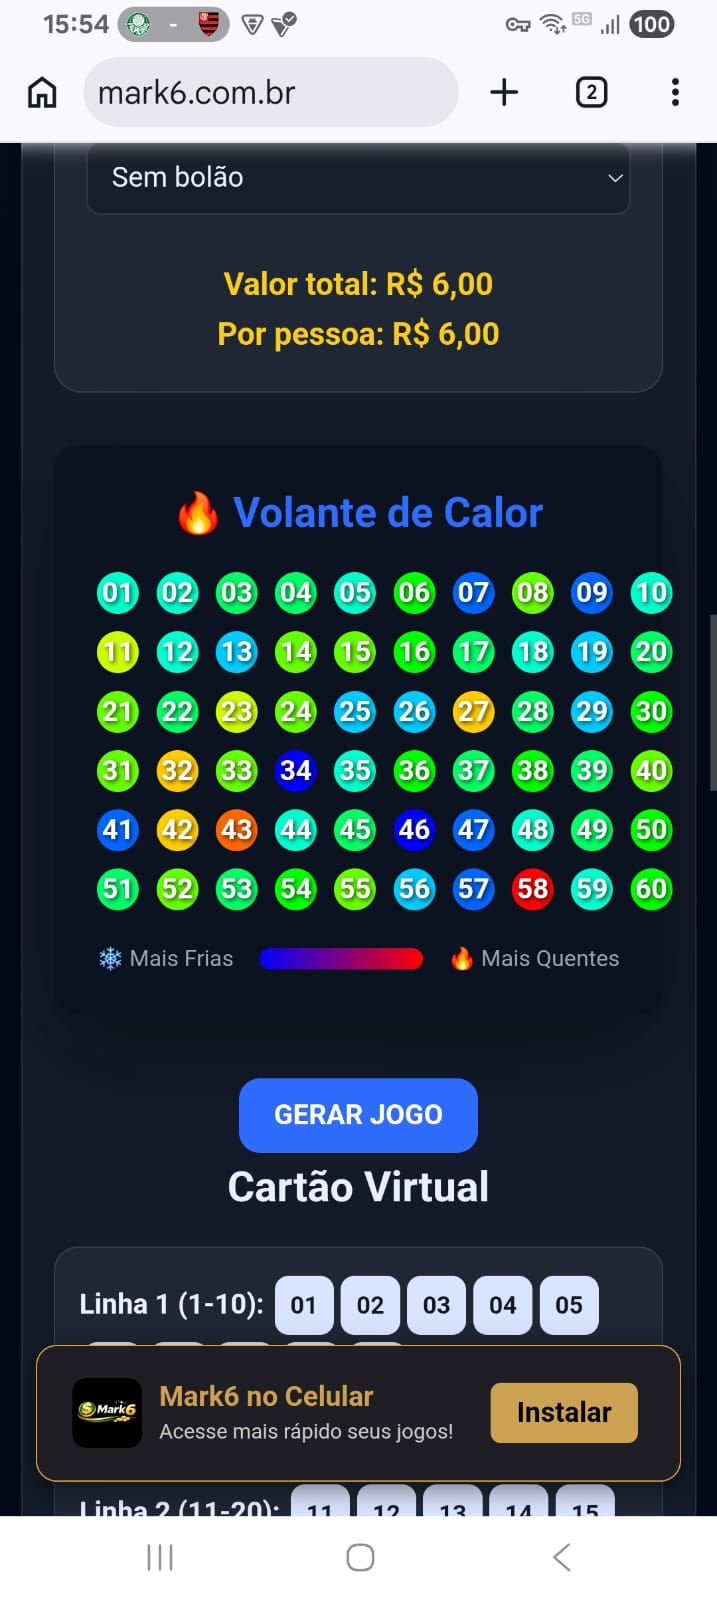 15:54 - 5G 100
mark6.com.br 2
Sem bolão
Valor total: R$ 6,00
Por pessoa: R$ 6,00
Volante de Calor
01 02 03 04 05 06 07 08 09 10
11 12 13 14 15 16 17 18 19 20
21 22 23 24 25 26 27 28 29 30
31 32 33 34 35 36 37 38 39 40
41 42 43 44 45 46 47 48 49 50
51 52 53 54 55 56 57 58 59 60
Mais Frias Mais Quentes
GERAR JOGO
Cartão Virtual
Linha 1 (1-10): 01 02 03 04 05
Mark6
Mark6 no Celular
Acesse mais rápido seus jogos!
Instalar
Linha 2 (11-20): 11 12 13 14 15